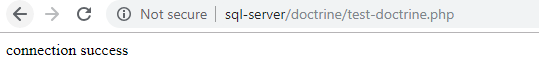 Not secure | sql-server/doctrine/test-doctrine.php
connection success